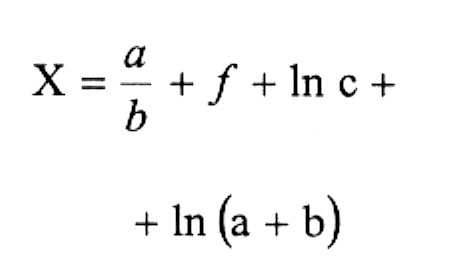 X = a/b + f + ln c +
+ ln (a + b)